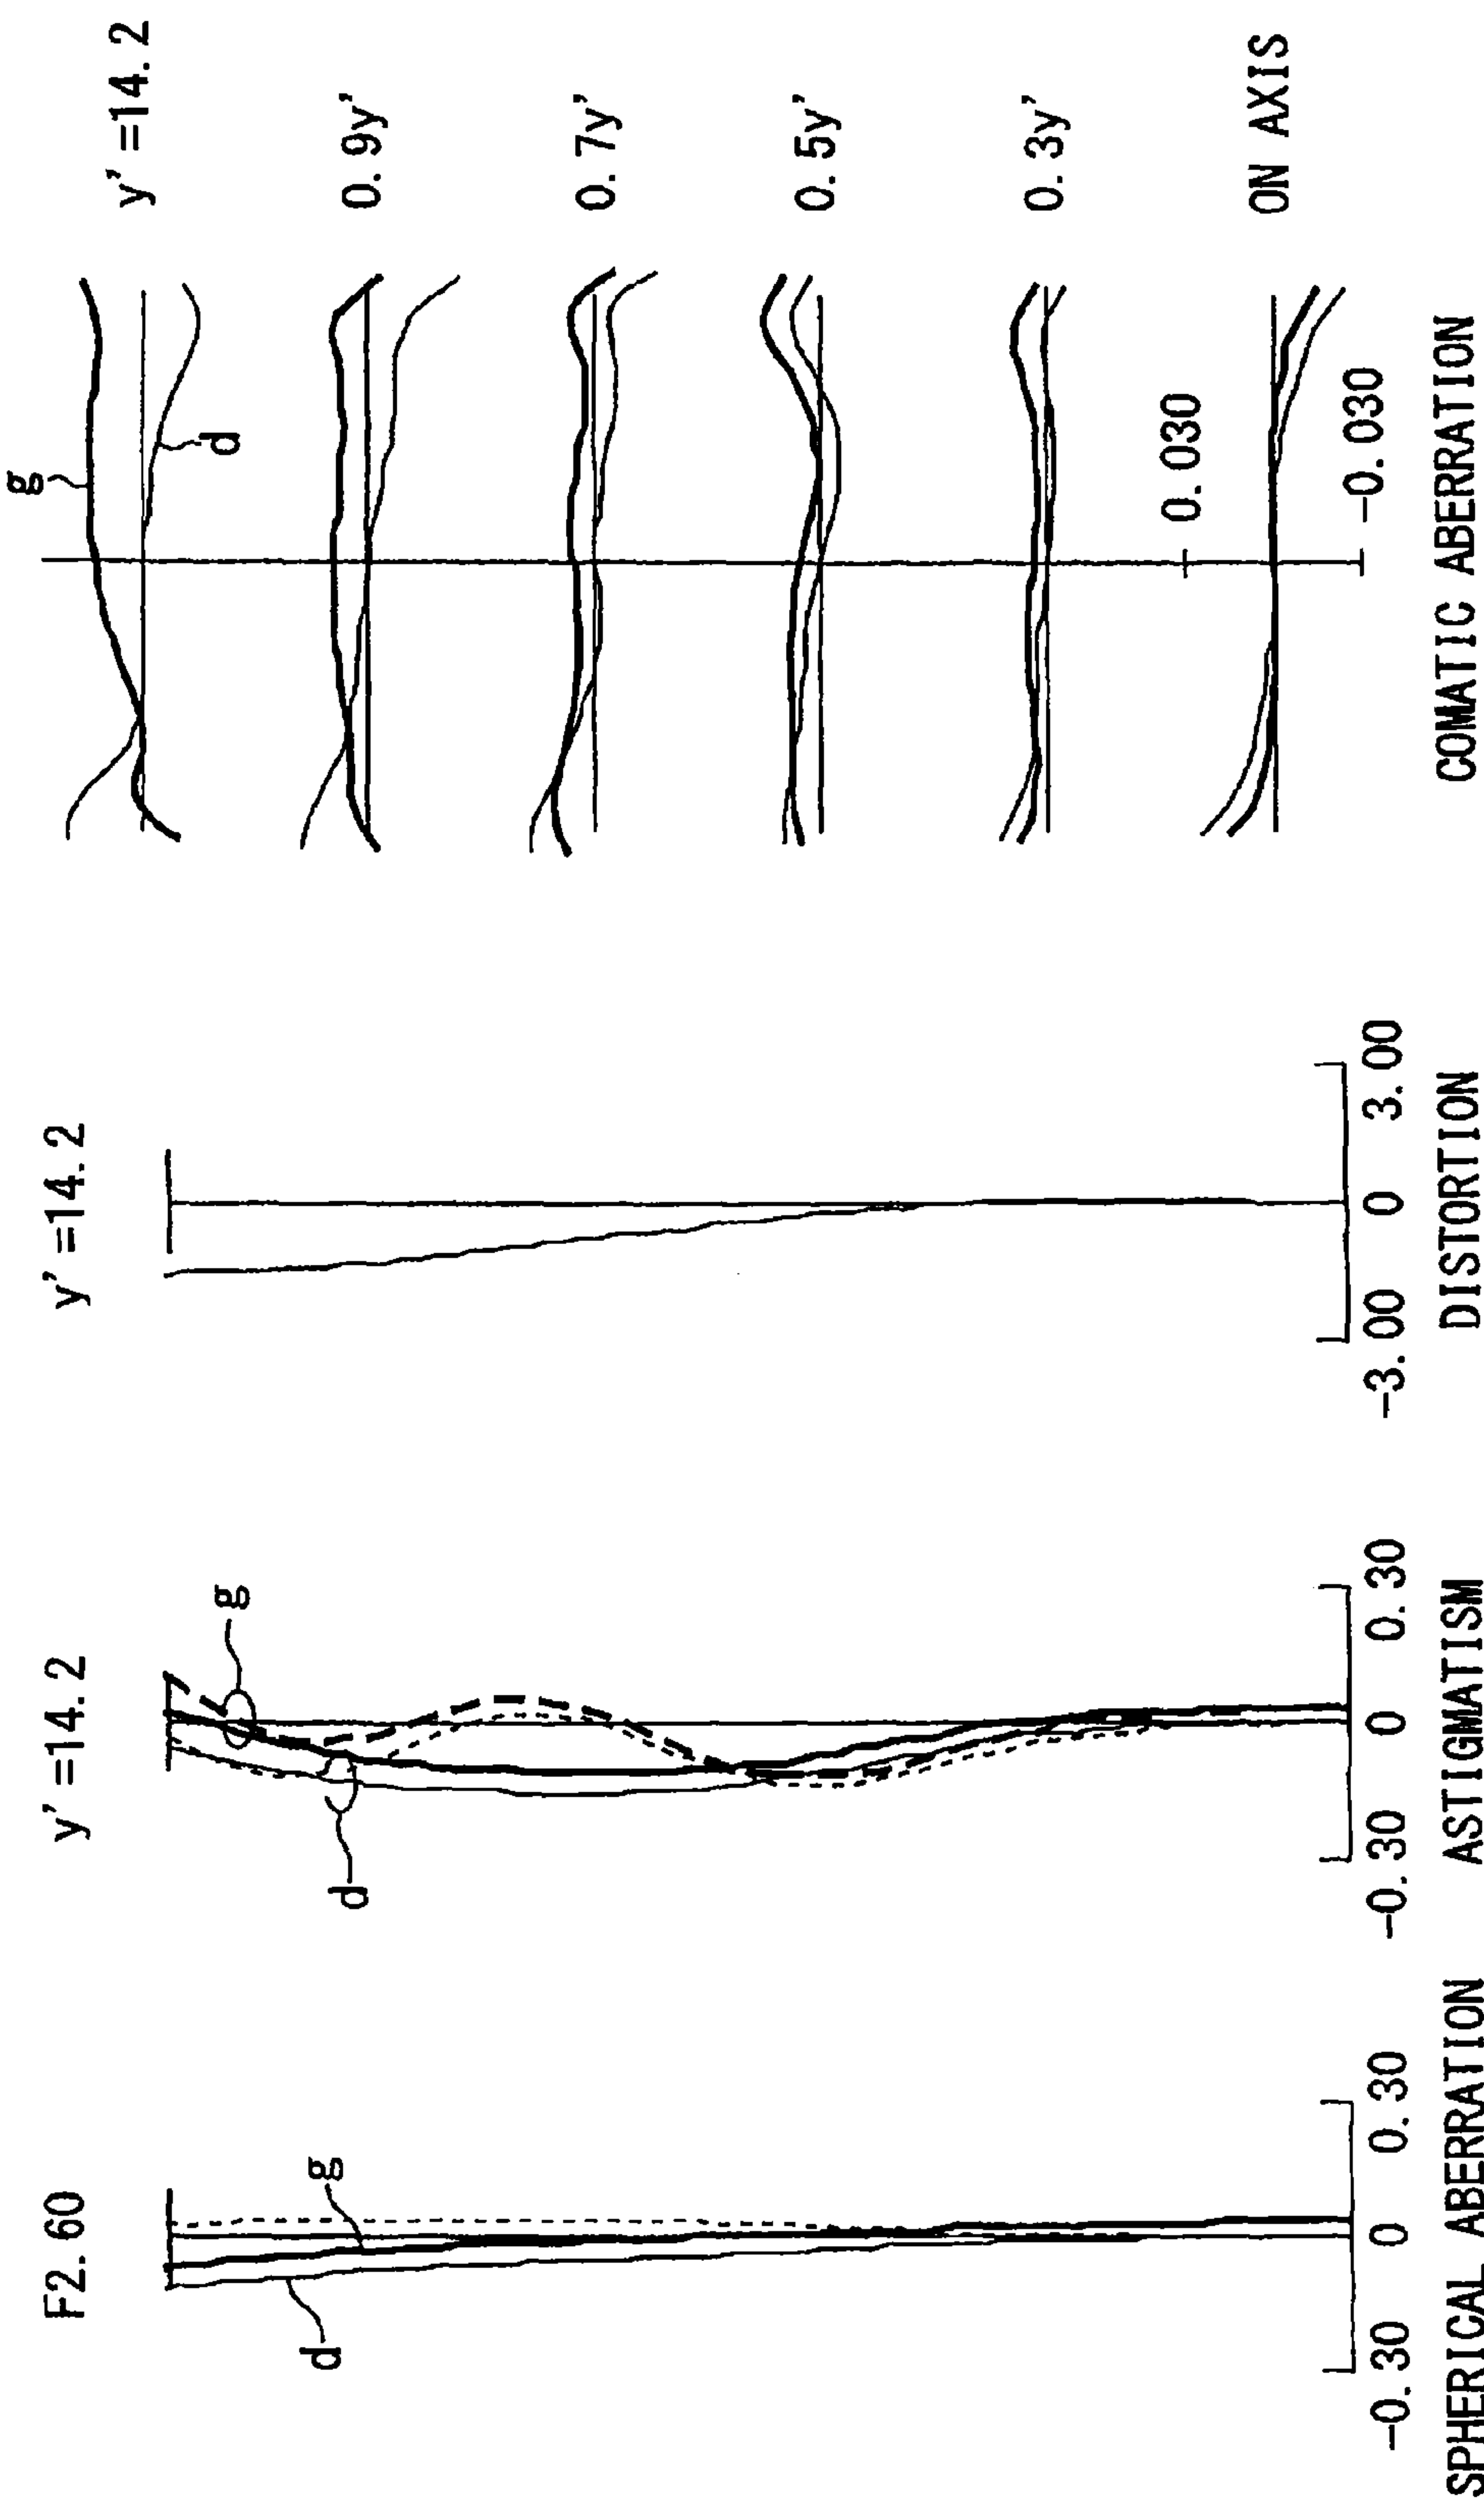 F2.60
g
d
-0.30 0 0.30
SPHERICAL ABERRATION
y'=14.2
g
d
-0.30 0 0.30
ASTIGMATISM
y'=14.2
-3.00 0 3.00
DISTORTION
g
y'=14.2
d
0.9y'
0.7y'
0.5y'
0.3y'
0.030
ON AXIS
-0.030
COMATIC ABERRATION